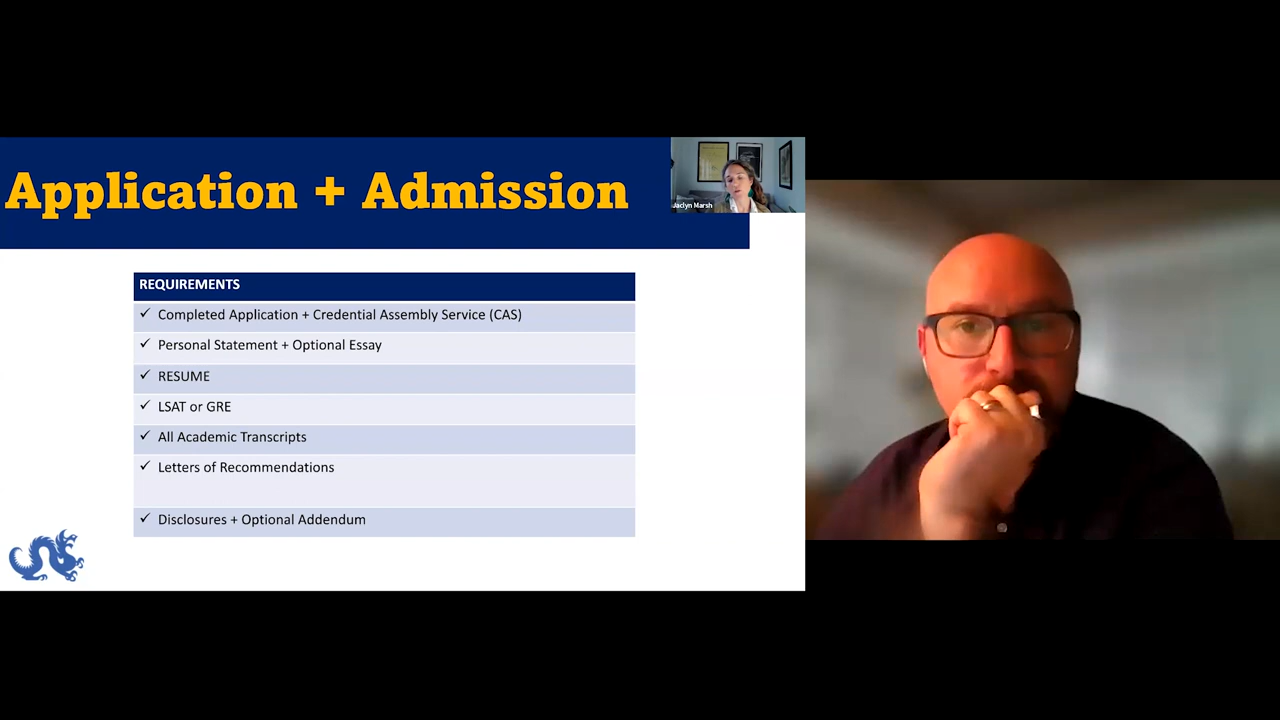 Application + Admission
Jaclyn Marsh
REQUIREMENTS
✓ Completed Application + Credential Assembly Service (CAS)
✓ Personal Statement + Optional Essay
✓ RESUME
✓ LSAT or GRE
✓ All Academic Transcripts
✓ Letters of Recommendations
✓ Disclosures + Optional Addendum